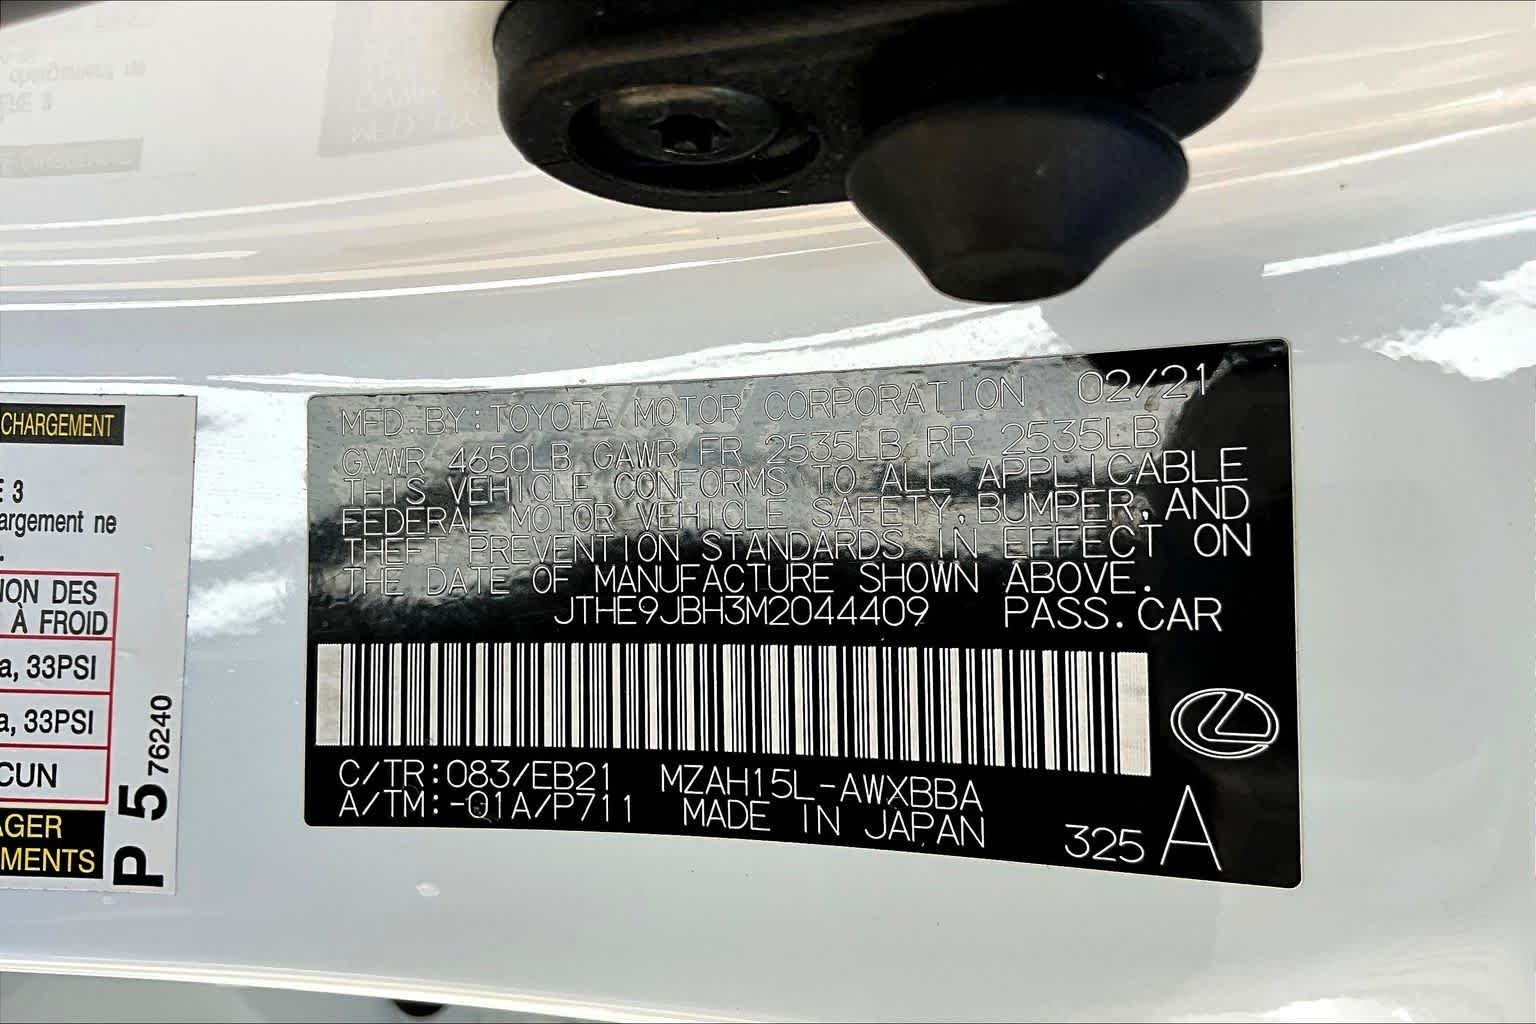 CHARGEMENT
E 3
argement ne
ION DES
À FROID
a, 33PSI
a, 33PSI
CUN
AGER
MENTS
P 5 76240
MFD. BY: TOYOTA MOTOR CORPORATION 02/21
GVWR 4650LB GAWR FR 2535LB RR 2535LB
THIS VEHICLE CONFORMS TO ALL APPLICABLE
FEDERAL MOTOR VEHICLE SAFETY, BUMPER, AND
THEFT PREVENTION STANDARDS IN EFFECT ON
THE DATE OF MANUFACTURE SHOWN ABOVE.
JTHE9JBH3M2044409 PASS. CAR
C/TR:083/EB21 MZAH15L-AWXBBA
A/TM:-01A/P711 MADE IN JAPAN
325 A